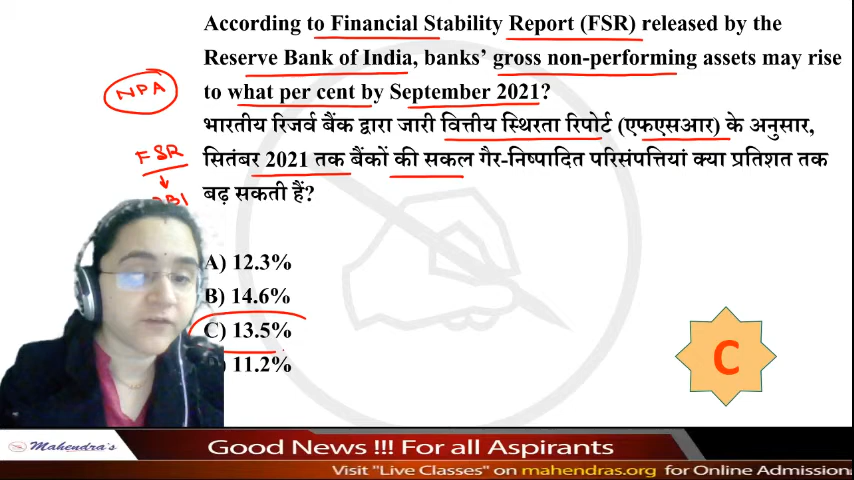 According to Financial Stability Report (FSR) released by the
Reserve Bank of India, banks' gross non-performing assets may rise
NPA
to what per cent by September 2021?
भारतीय रिजर्व बैंक द्वारा जारी वित्तीय स्थिरता रिपोर्ट (एफएसआर) के अनुसार,
FSR
सितंबर 2021 तक बैंकों की सकल गैर-निष्पादित परिसंपत्तियां क्या प्रतिशत तक
बढ़ सकती हैं?
A) 12.3%
B) 14.6%
C) 13.5%
) 11.2%
C
Mahendra's
Good News !!! For all Aspirants
Visit "Live Classes" on mahendras.org for Online Admission